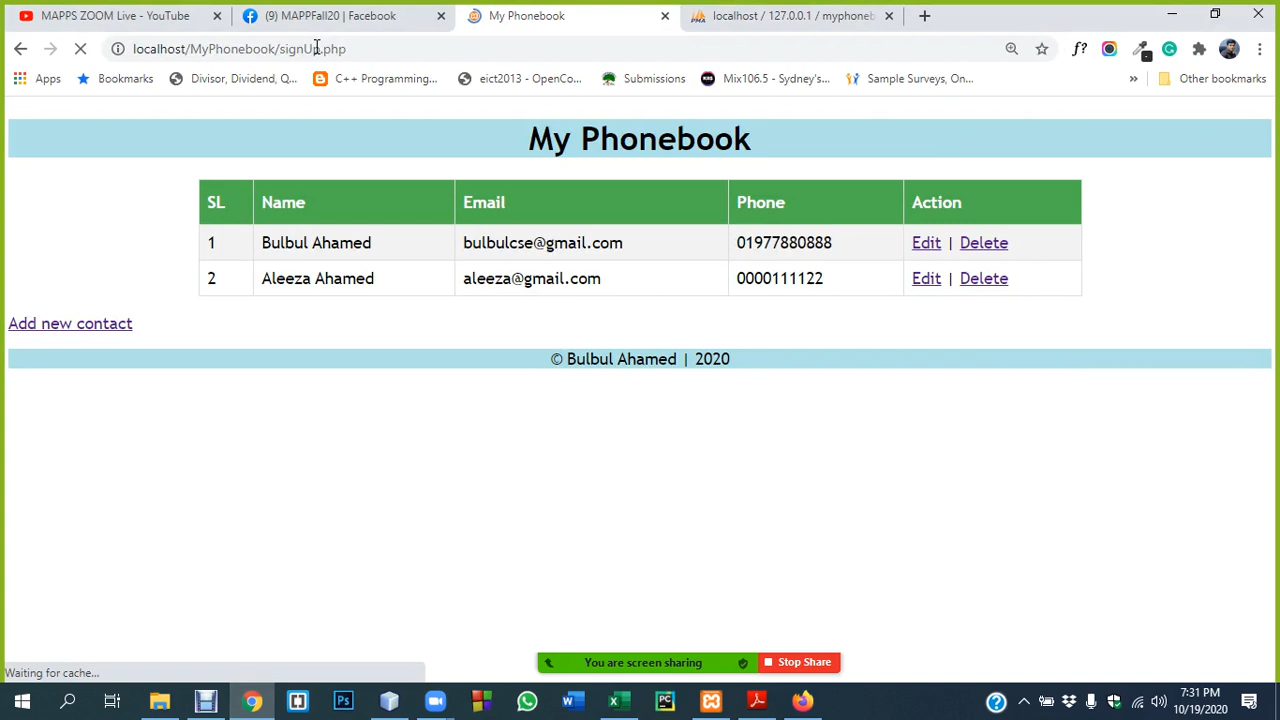 MAPPS ZOOM Live - YouTube
(9) MAPPFall20 | Facebook
My Phonebook
localhost / 127.0.0.1 / myphoneb
localhost/MyPhonebook/signUp.php
Apps
Bookmarks
Divisor, Dividend, Q...
C++ Programming...
eict2013 - OpenCo...
Submissions
Mix106.5 - Sydney's...
Sample Surveys, On...
»
Other bookmarks
My Phonebook
SL Name Email Phone Action
1 Bulbul Ahamed bulbulcse@gmail.com 01977880888 Edit | Delete
2 Aleeza Ahamed aleeza@gmail.com 0000111122 Edit | Delete
Add new contact
© Bulbul Ahamed | 2020
You are screen sharing
Stop Share
Waiting for cache...
7:31 PM
10/19/2020